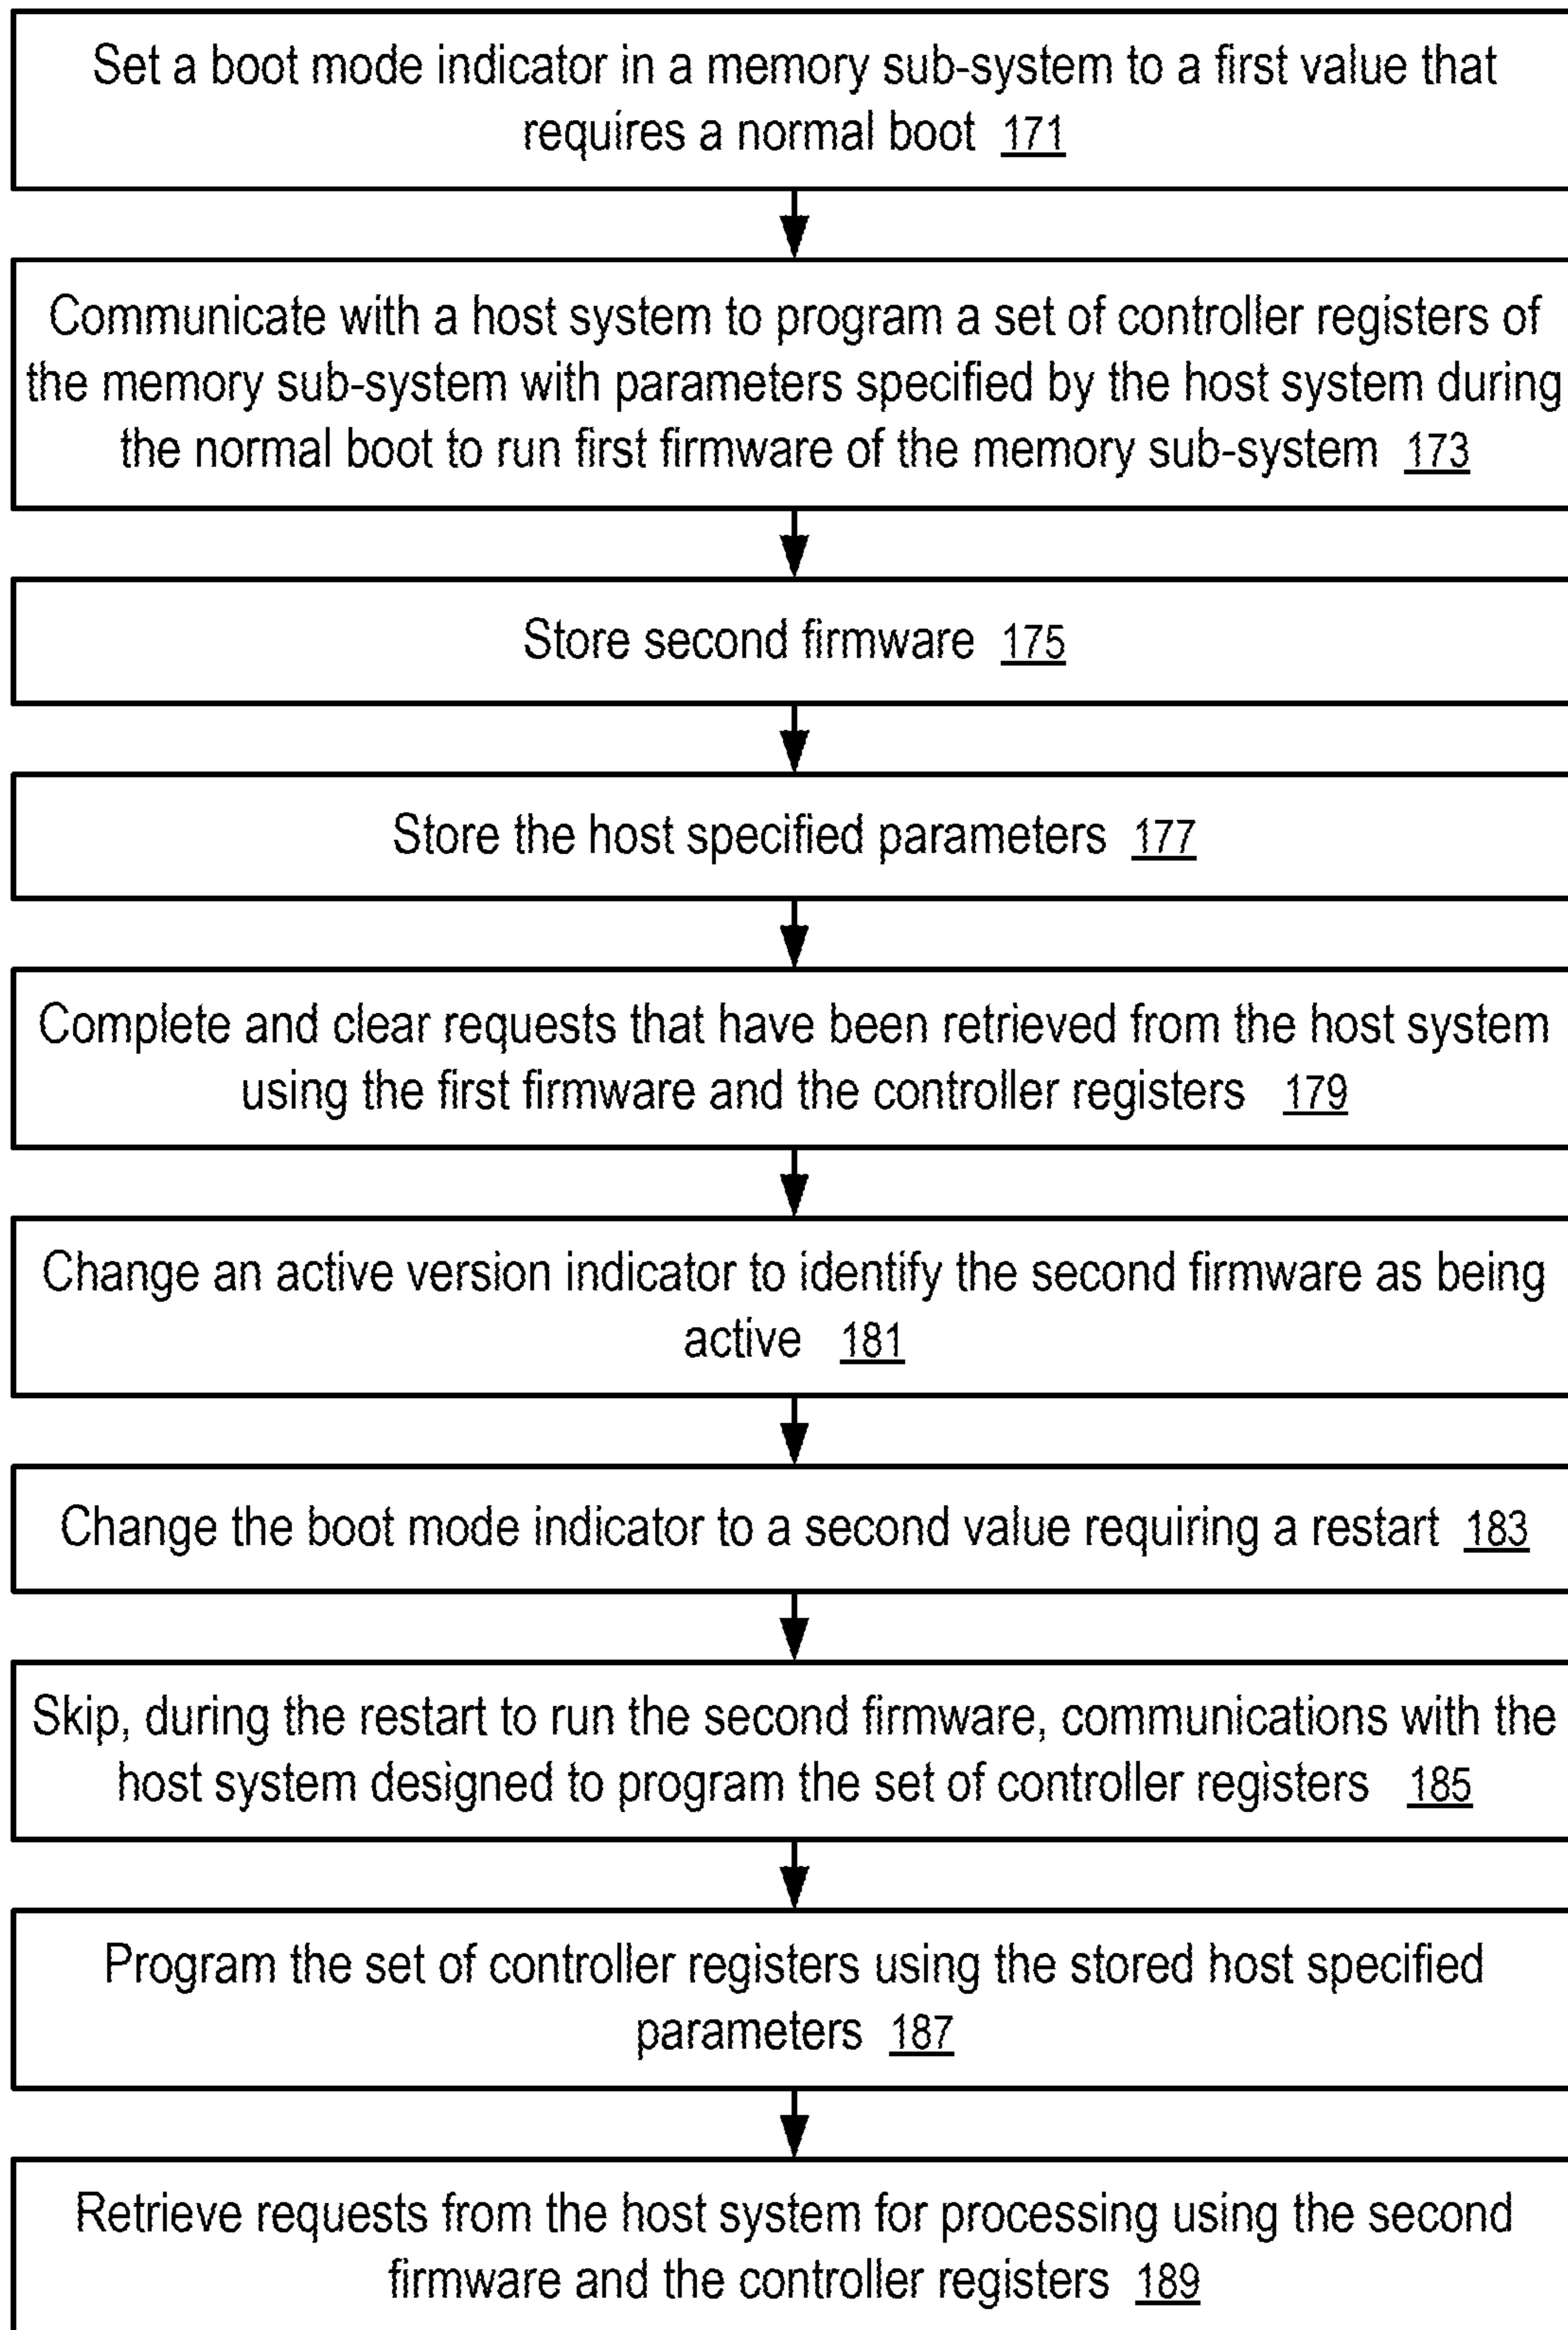 Set a boot mode indicator in a memory sub-system to a first value that
requires a normal boot 171
Communicate with a host system to program a set of controller registers of
the memory sub-system with parameters specified by the host system during
the normal boot to run first firmware of the memory sub-system 173
Store second firmware 175
Store the host specified parameters 177
Complete and clear requests that have been retrieved from the host system
using the first firmware and the controller registers 179
Change an active version indicator to identify the second firmware as being
active 181
Change the boot mode indicator to a second value requiring a restart 183
Skip, during the restart to run the second firmware, communications with the
host system designed to program the set of controller registers 185
Program the set of controller registers using the stored host specified
parameters 187
Retrieve requests from the host system for processing using the second
firmware and the controller registers 189